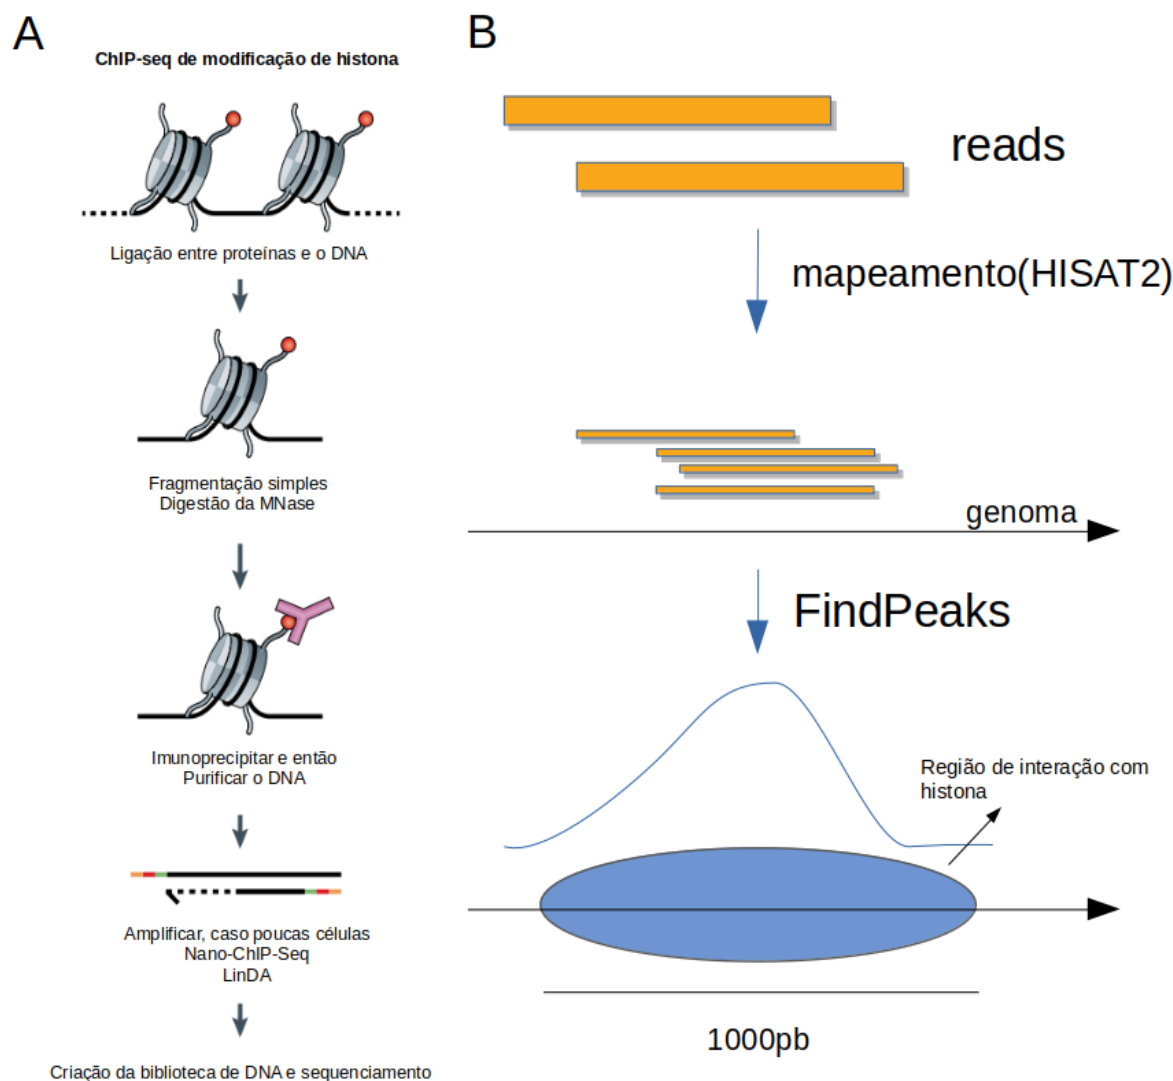 A
ChIP-seq de modificação de histona
Ligação entre proteínas e o DNA
Fragmentação simples
Digestão da MNase
Imunoprecipitar e então
Purificar o DNA
Amplificar, caso poucas células
Nano-ChIP-Seq
LinDA
Criação da biblioteca de DNA e sequenciamento
B
reads
mapeamento(HISAT2)
genoma
FindPeaks
Região de interação com
histona
1000pb